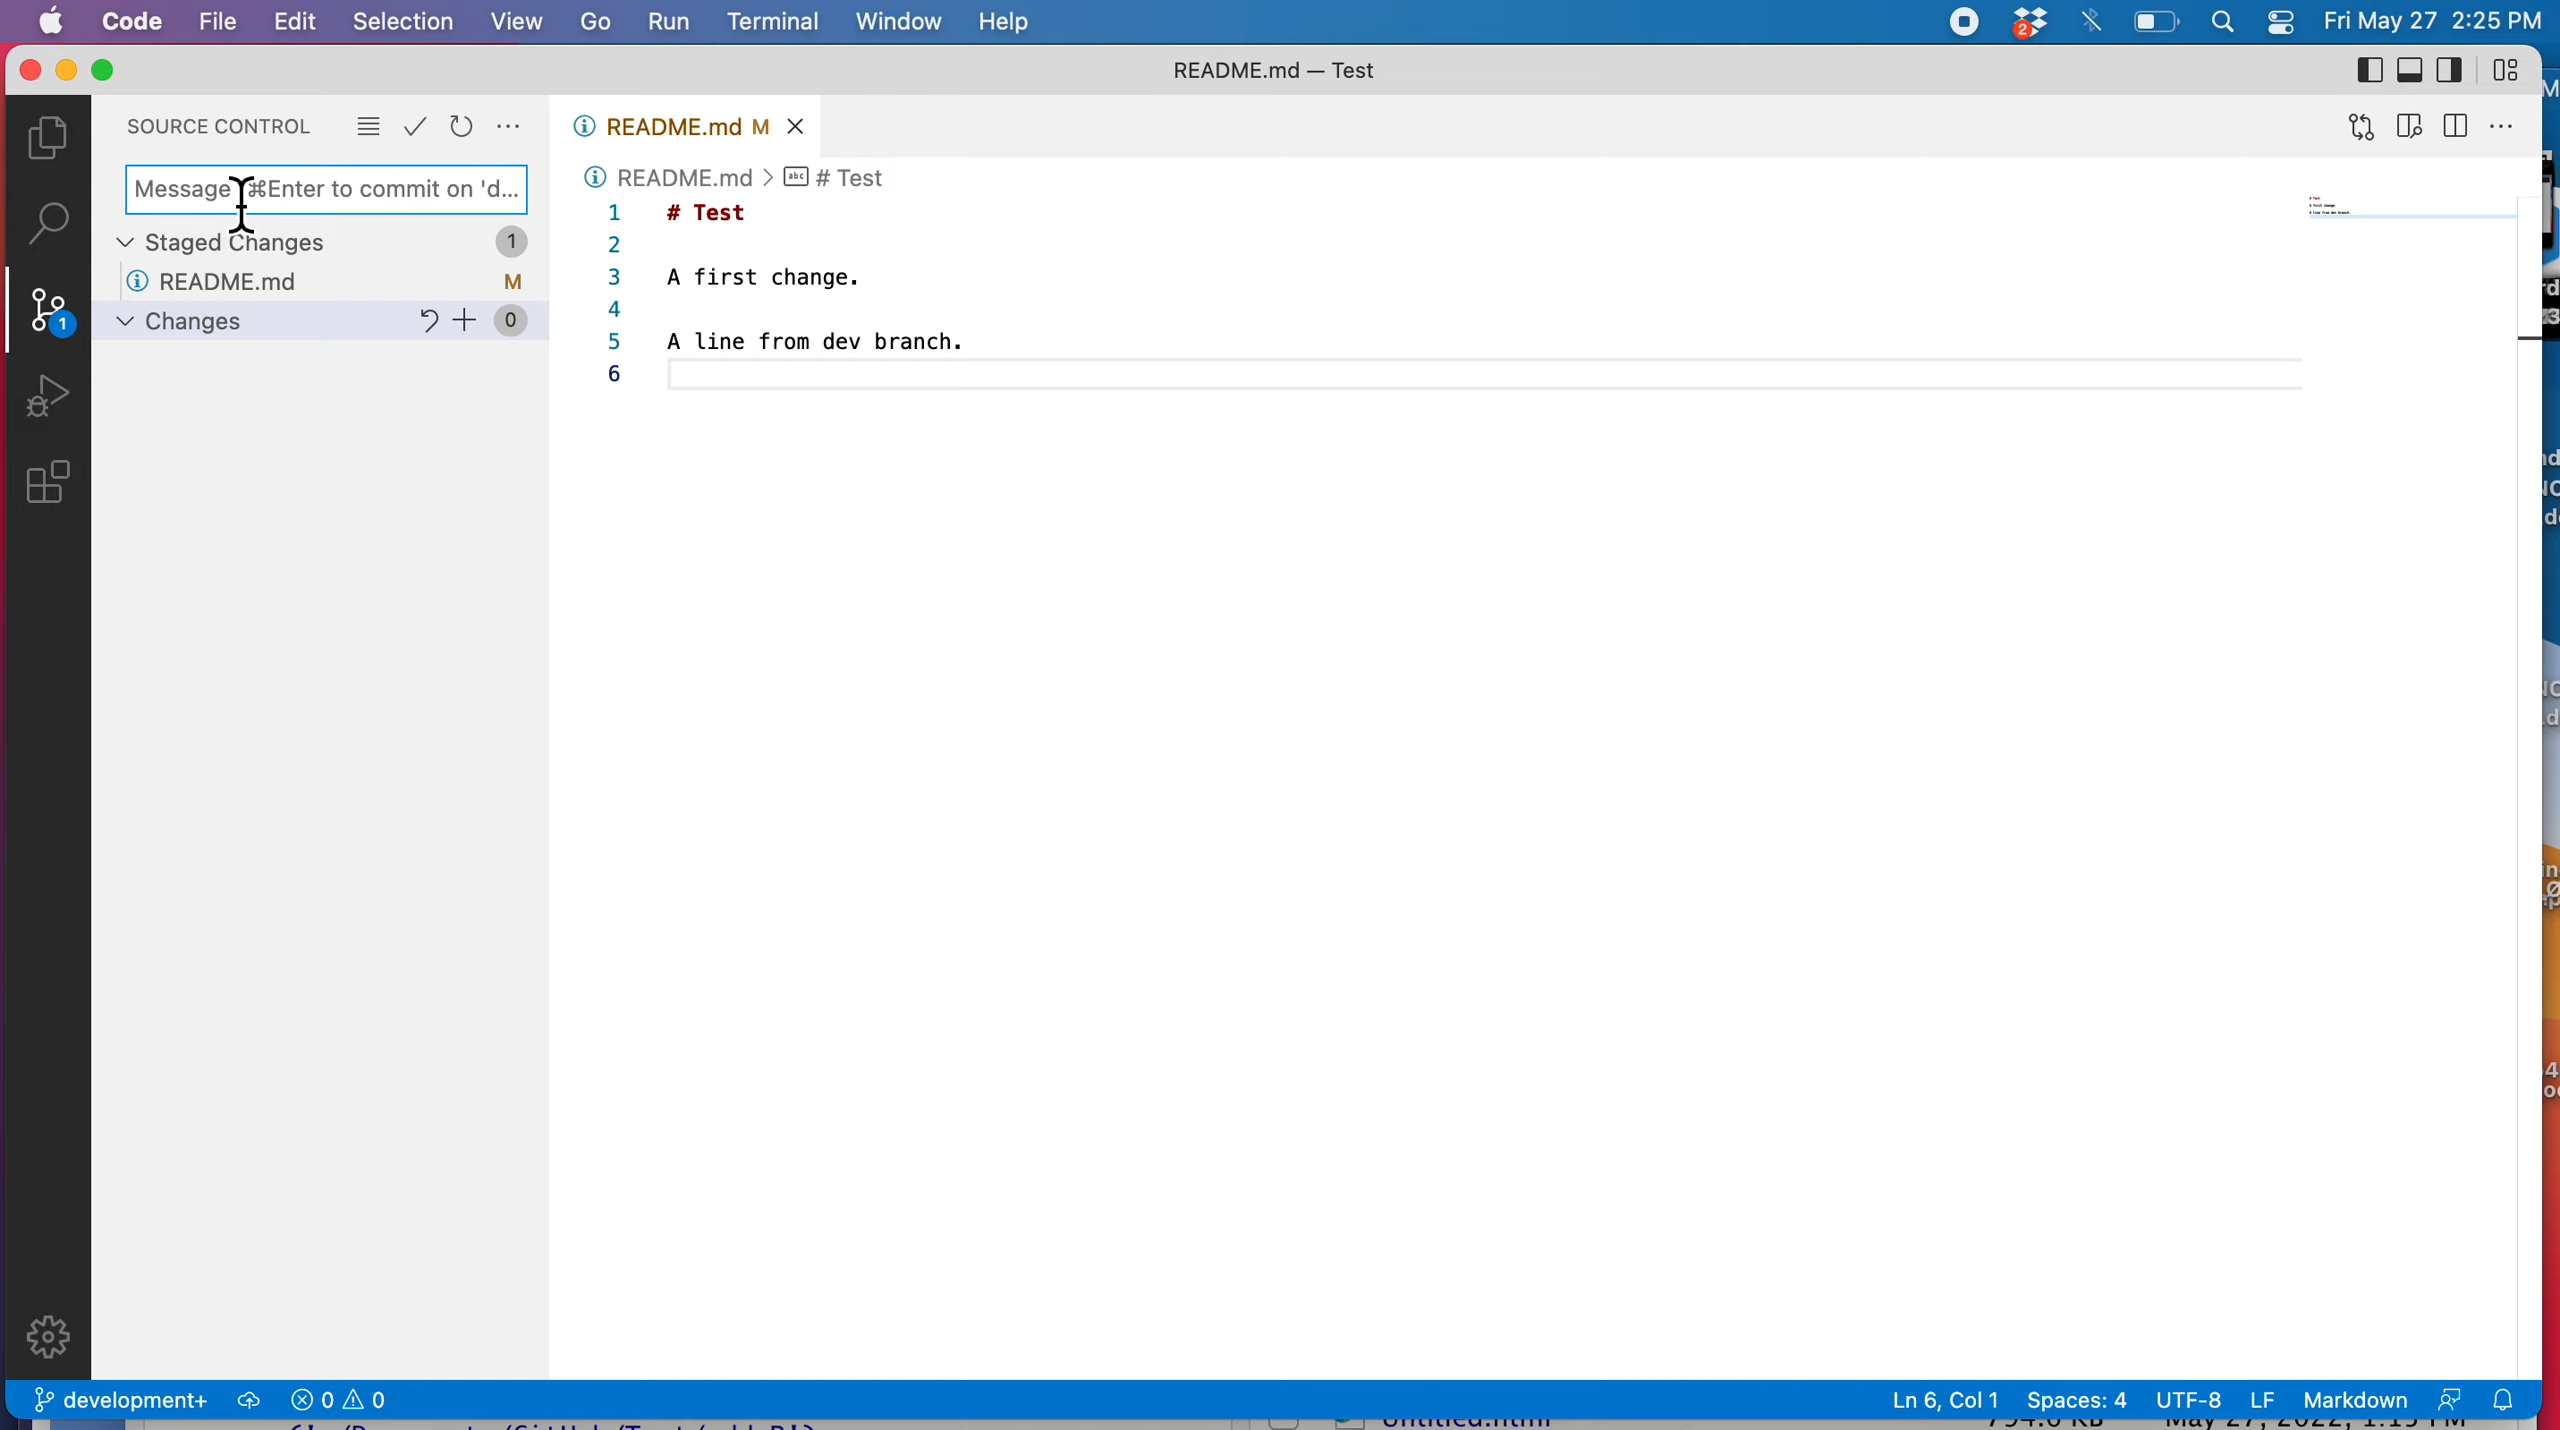 Code File Edit Selection View Go Run Terminal Window Help
2
Fri May 27 2:25 PM
README.md — Test
SOURCE CONTROL
README.md M
Message ⌘Enter to commit on 'd...
README.md > # Test
Staged Changes 1
README.md M
Changes 0
1
1 # Test
2
3 A first change.
4
5 A line from dev branch.
6
development+ 0 0
Ln 6, Col 1 Spaces: 4 UTF-8 LF Markdown